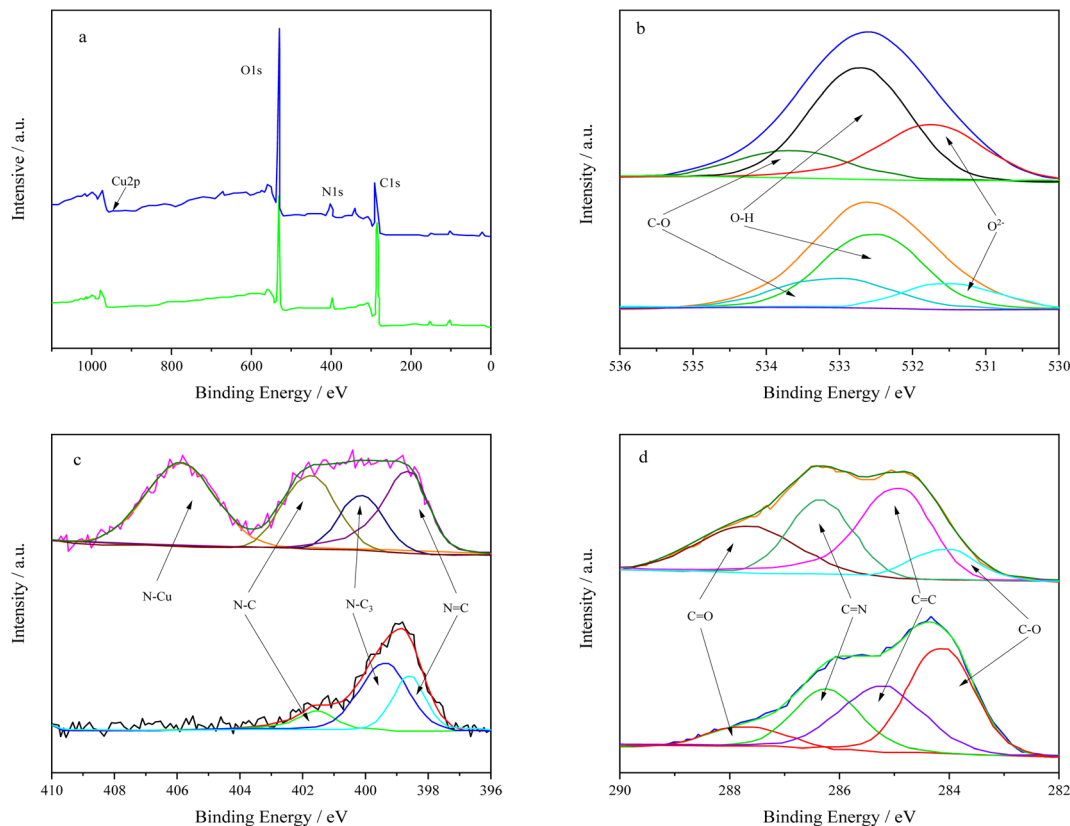 a
O1s
Cu2p
N1s
C1s
Intensive / a.u.
1000 800 600 400 200 0
Binding Energy / eV
b
C-O
O-H
O²⁻
Intensity / a.u.
536 535 534 533 532 531 530
Binding Energy / eV
c
N-Cu
N-C
N-C₃
N=C
Intensity / a.u.
410 408 406 404 402 400 398 396
Binding Energy / eV
d
C=O
C=N
C=C
C-O
Intensity / a.u.
290 288 286 284 282
Binding Energy / eV